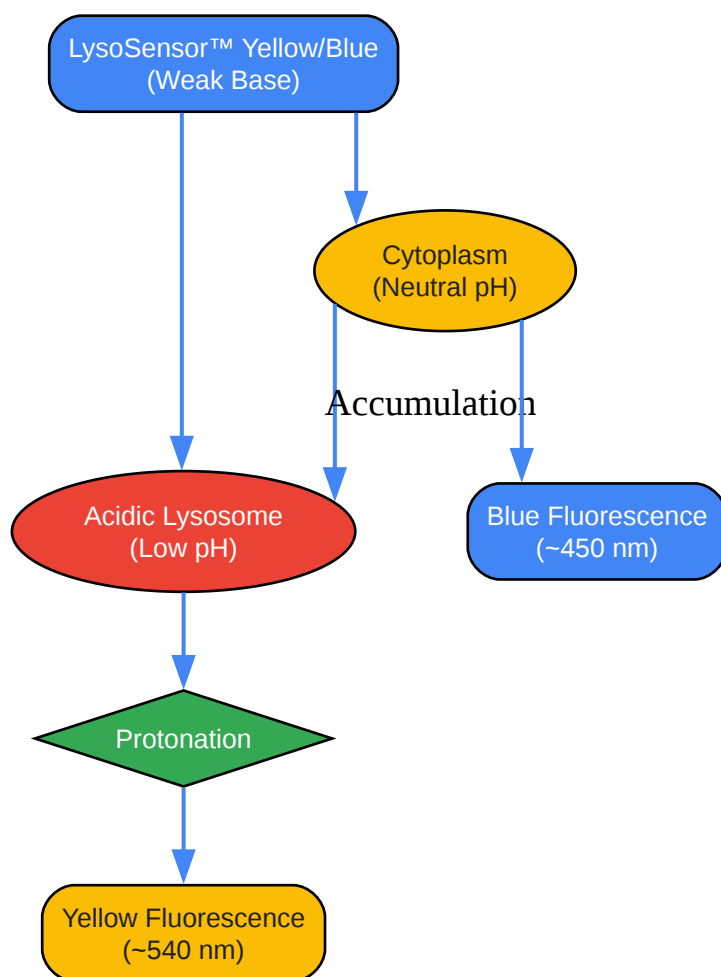 LysoSensor™ Yellow/Blue
(Weak Base)
Cytoplasm
(Neutral pH)
Accumulation
Acidic Lysosome
(Low pH)
Blue Fluorescence
(~450 nm)
Protonation
Yellow Fluorescence
(~540 nm)